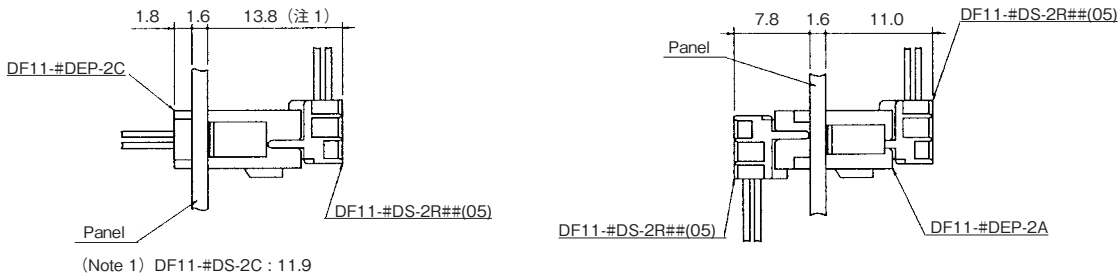 1.8 1.6 13.8（注 1）
DF11-#DEP-2C
DF11-#DS-2R##(05)
Panel
(Note 1) DF11-#DS-2C : 11.9
7.8 1.6 11.0
DF11-#DS-2R##(05)
Panel
DF11-#DS-2R##(05)
DF11-#DEP-2A